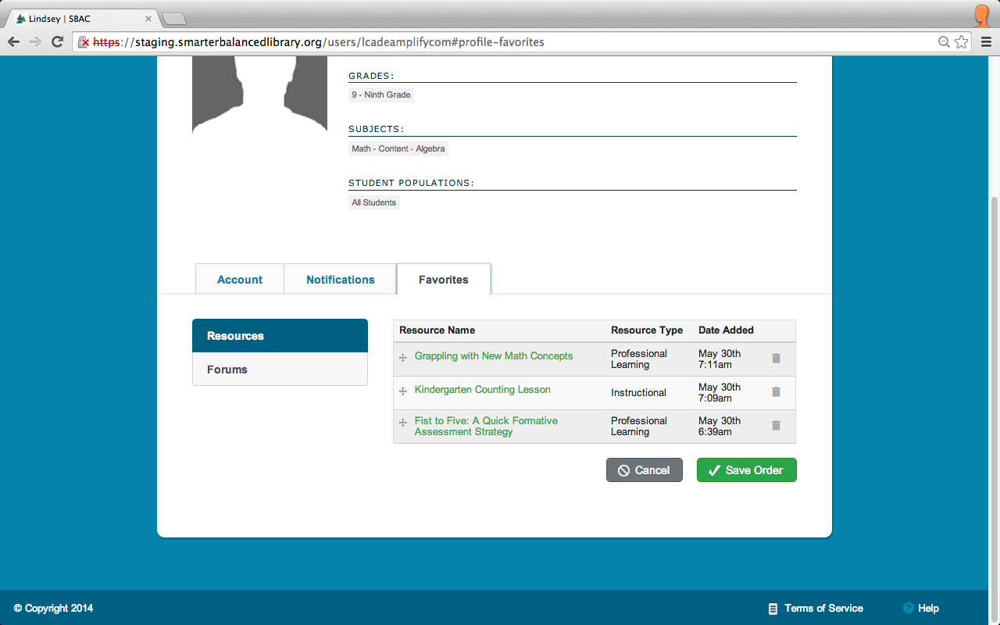 Lindsey | SBAC
https://staging.smarterbalancedlibrary.org/users/lcadeamplifycom#profile-favorites
GRADES:
9 - Ninth Grade
SUBJECTS:
Math - Content - Algebra
STUDENT POPULATIONS:
All Students
Account Notifications Favorites
Resources
Forums
Resource Name Resource Type Date Added
Grappling with New Math Concepts Professional Learning May 30th 7:11am
Kindergarten Counting Lesson Instructional May 30th 7:09am
Fist to Five: A Quick Formative Assessment Strategy Professional Learning May 30th 6:39am
Cancel Save Order
© Copyright 2014 Terms of Service ? Help